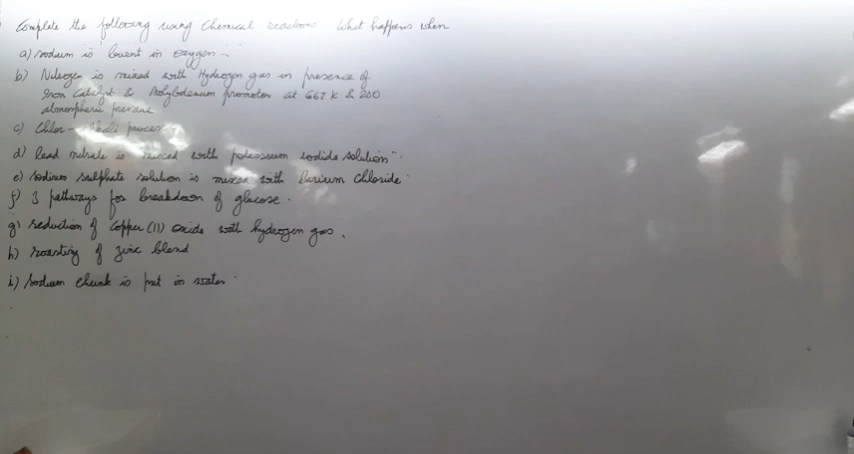 Complete the following using Chemical reactions What happens when
a) sodium is burnt in oxygen
b) Nitrogen is mixed with Hydrogen gas in presence of
Iron Catalyst & Molybdenum promoter at 667 K & 200
atmospheric pressure
c) Chlor - Alkali process
d) lead nitrate is mixed with potassium iodide solution
e) sodium sulphate solution is mixed with barium Chloride
f) 3 pathways for breakdown of glucose.
g) reduction of Copper (II) oxide with hydrogen gas.
h) roasting of zinc blend
i) sodium chunk is put in water